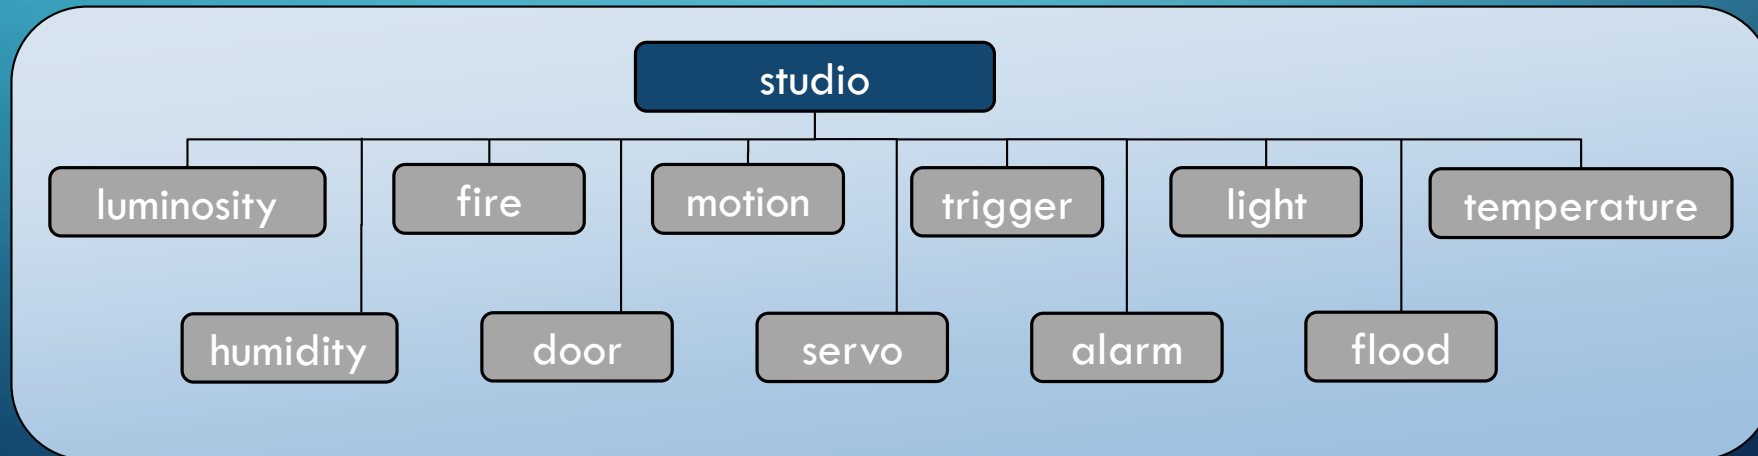 studio
luminosity
fire
motion
trigger
light
temperature
humidity
door
servo
alarm
flood